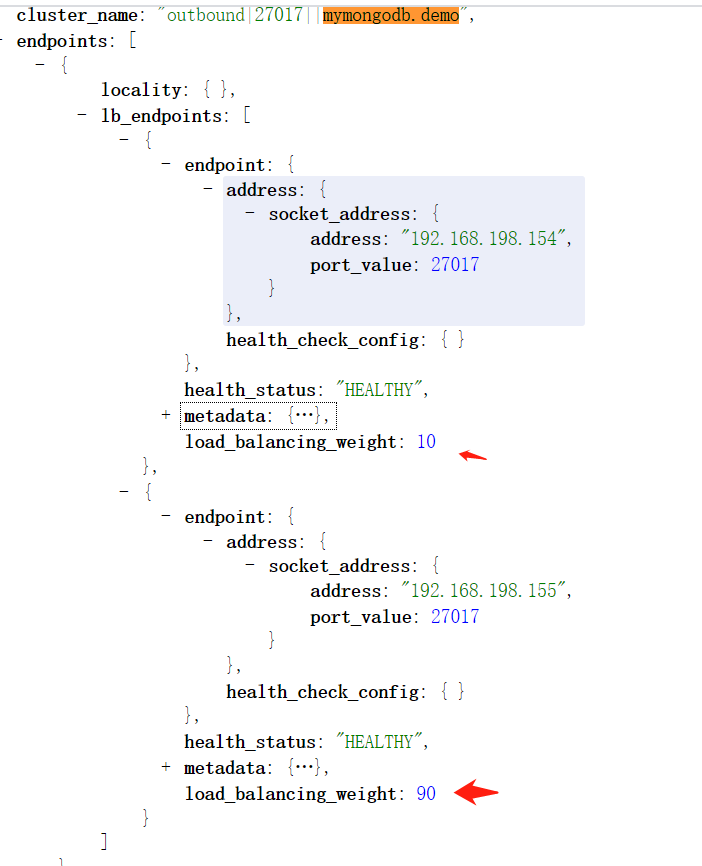 cluster_name: "outbound|27017||mymongodb.demo",
- endpoints: [
- {
locality: { },
- lb_endpoints: [
- {
- endpoint: {
- address: {
- socket_address: {
address: "192.168.198.154",
port_value: 27017
}
},
health_check_config: { }
},
health_status: "HEALTHY",
+ metadata: {…},
load_balancing_weight: 10
},
- {
- endpoint: {
- address: {
- socket_address: {
address: "192.168.198.155",
port_value: 27017
}
},
health_check_config: { }
},
health_status: "HEALTHY",
+ metadata: {…},
load_balancing_weight: 90
}
]